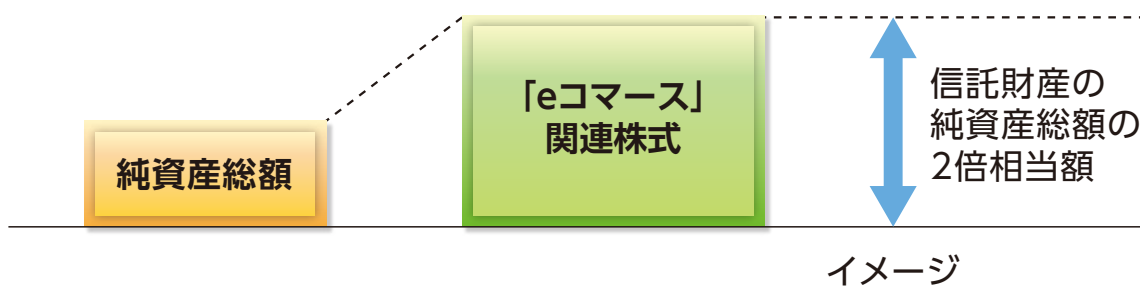 純資産総額
「eコマース」
関連株式
信託財産の
純資産総額の
2倍相当額
イメージ